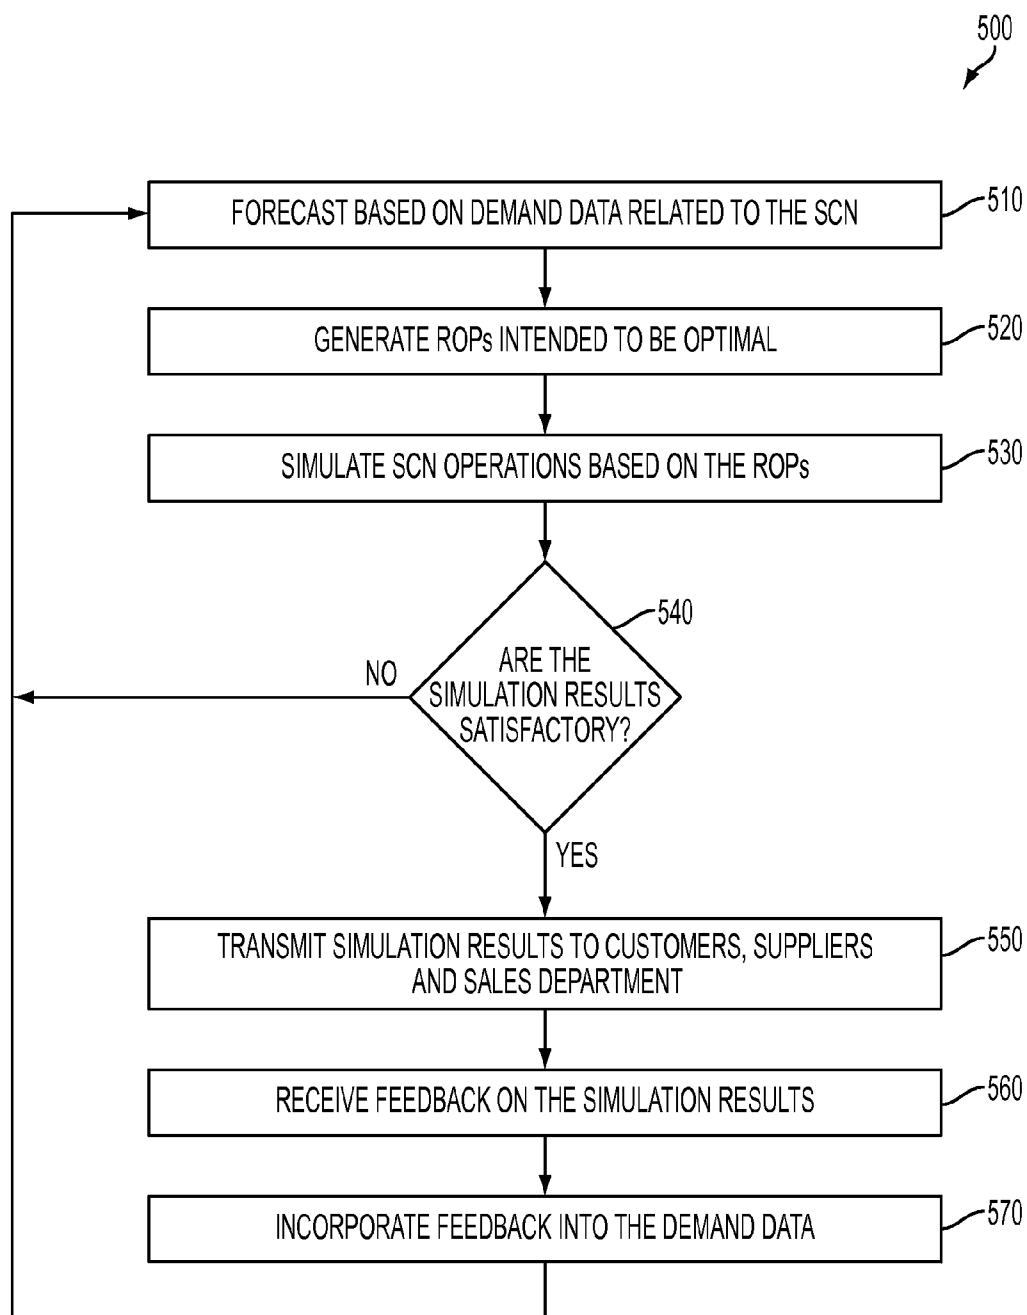 500
FORECAST BASED ON DEMAND DATA RELATED TO THE SCN
510
GENERATE ROPs INTENDED TO BE OPTIMAL
520
SIMULATE SCN OPERATIONS BASED ON THE ROPs
530
540
ARE THE
SIMULATION RESULTS
SATISFACTORY?
NO
YES
TRANSMIT SIMULATION RESULTS TO CUSTOMERS, SUPPLIERS
AND SALES DEPARTMENT
550
RECEIVE FEEDBACK ON THE SIMULATION RESULTS
560
INCORPORATE FEEDBACK INTO THE DEMAND DATA
570